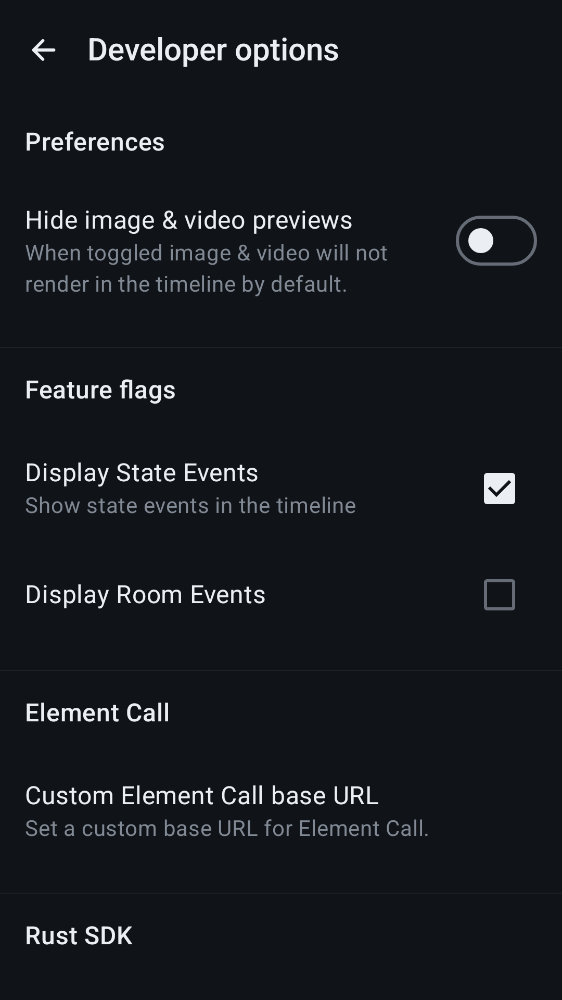 Developer options
Preferences
Hide image & video previews
When toggled image & video will not
render in the timeline by default.
Feature flags
Display State Events
Show state events in the timeline
Display Room Events
Element Call
Custom Element Call base URL
Set a custom base URL for Element Call.
Rust SDK